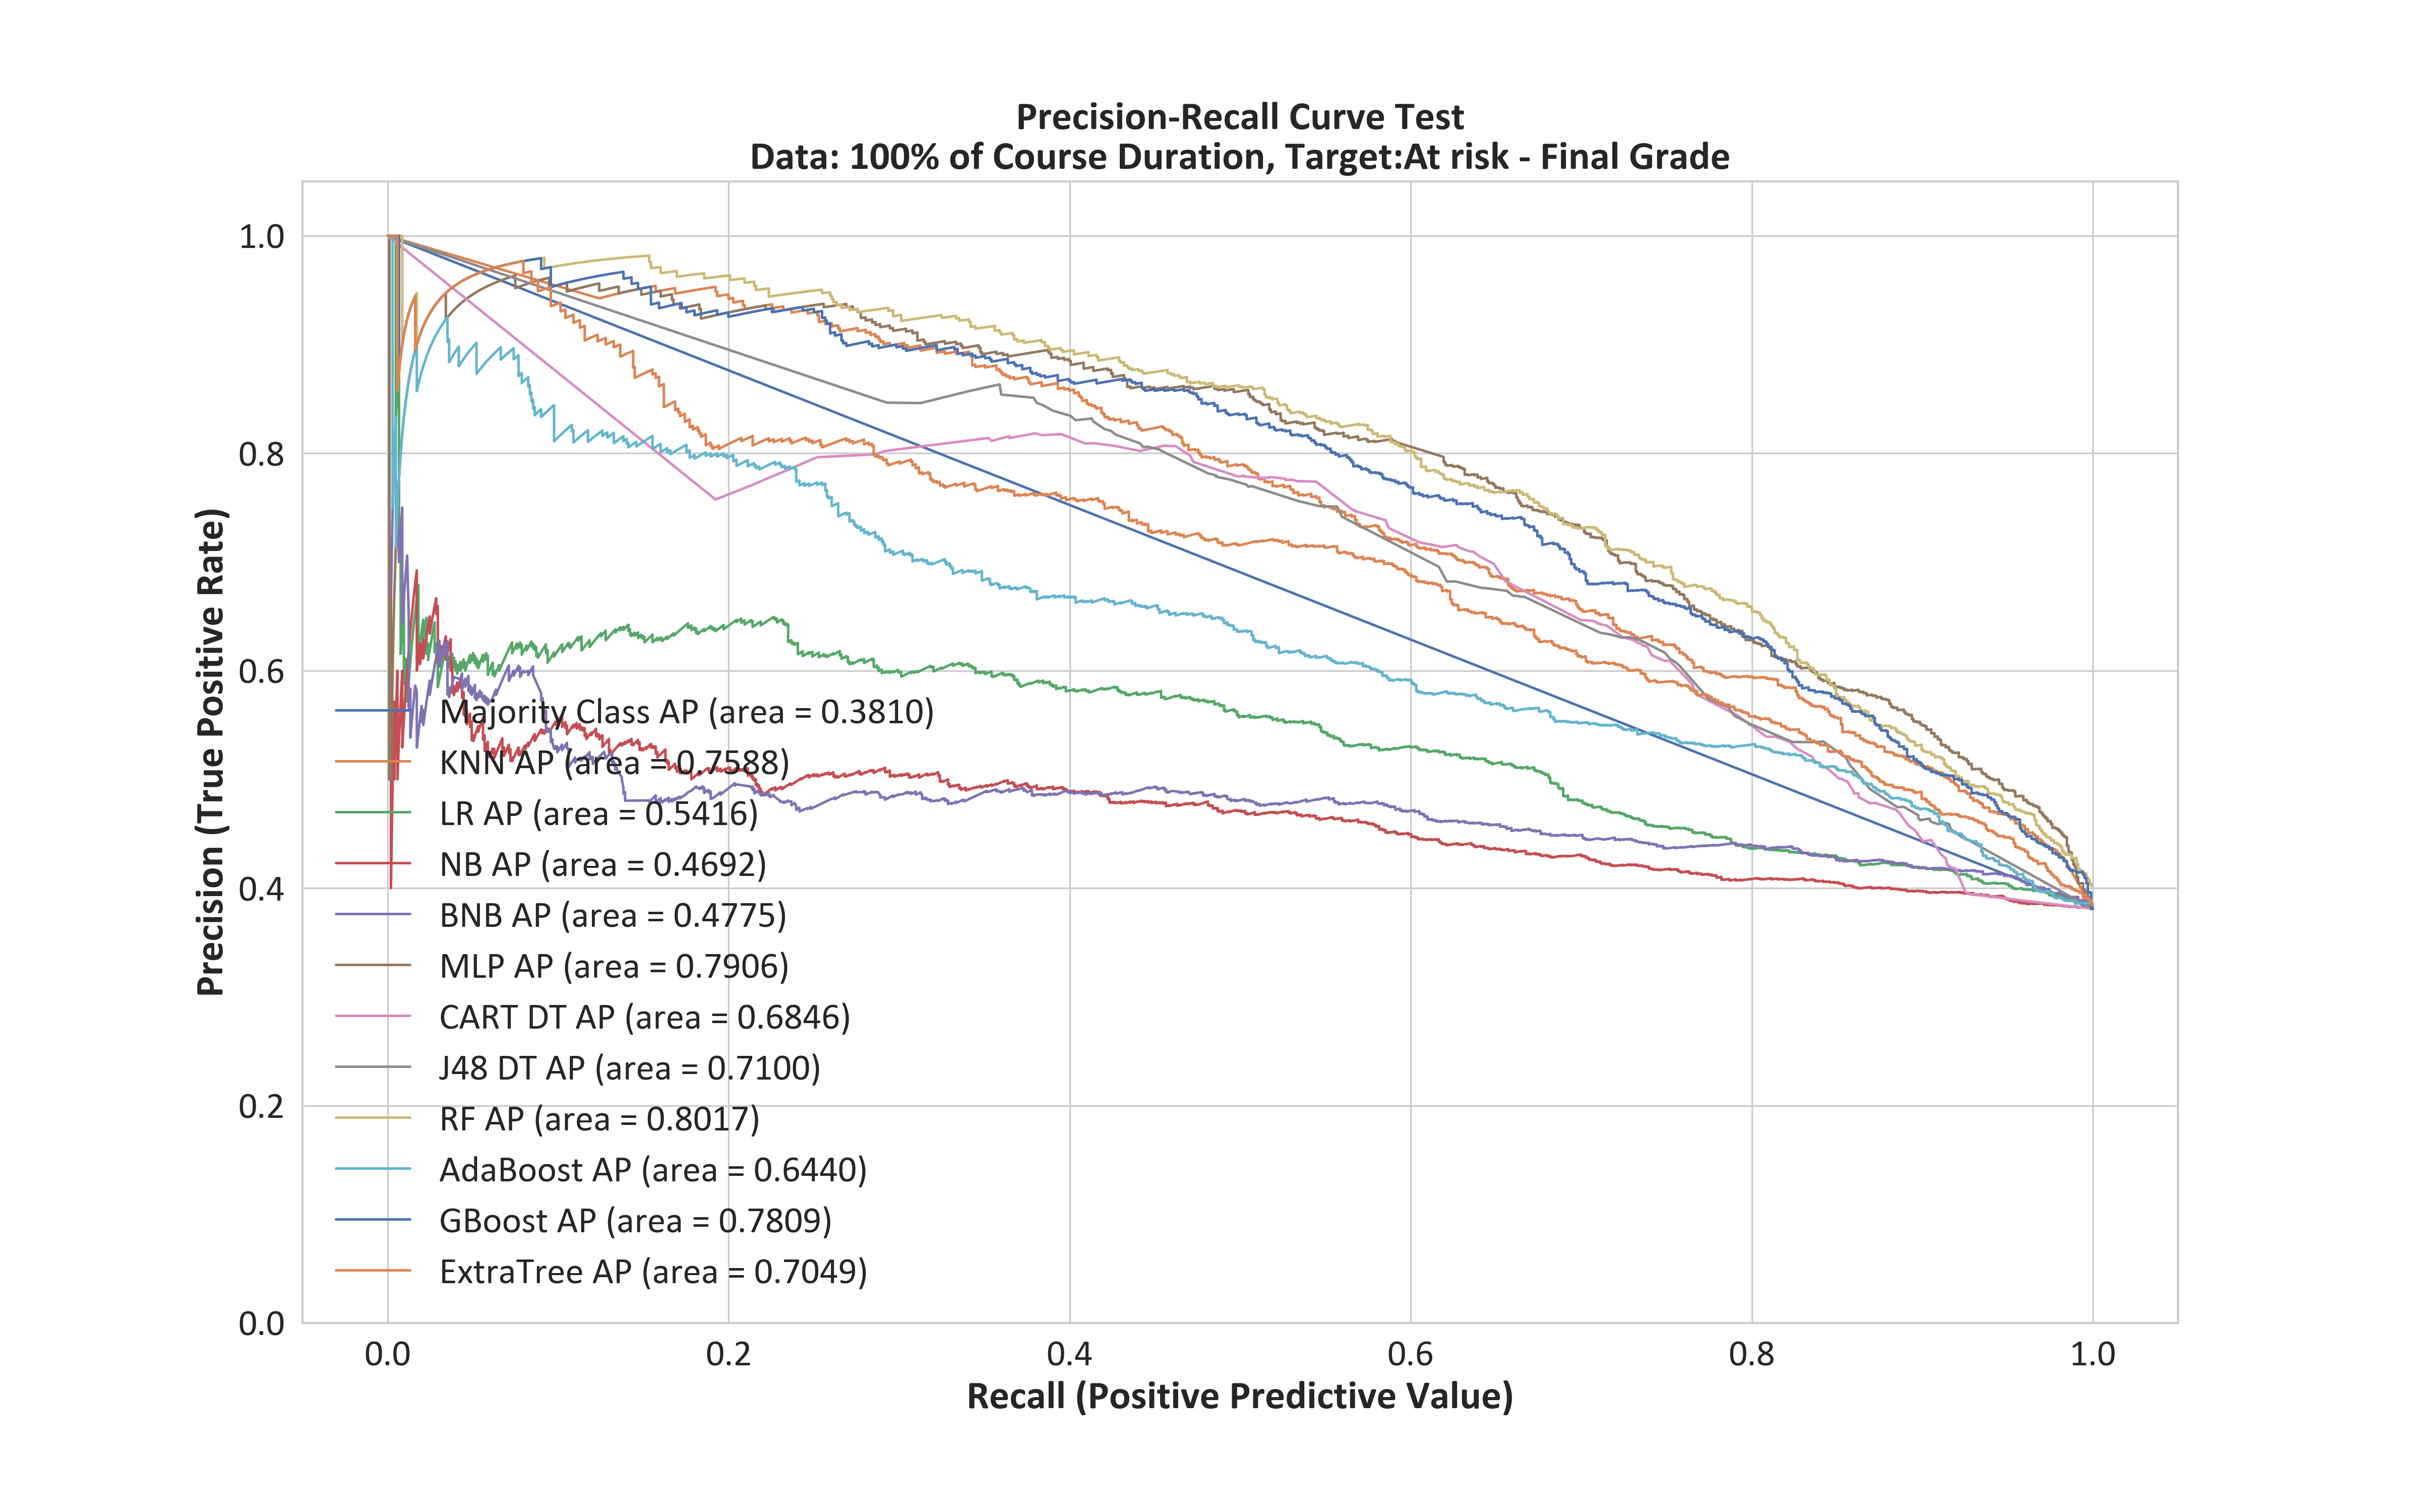 Precision-Recall Curve Test
Data: 100% of Course Duration, Target:At risk - Final Grade
Precision (True Positive Rate)
1.0
0.8
0.6
0.4
0.2
0.0
Majority Class AP (area = 0.3810)
KNN AP (area = 0.7588)
LR AP (area = 0.5416)
NB AP (area = 0.4692)
BNB AP (area = 0.4775)
MLP AP (area = 0.7906)
CART DT AP (area = 0.6846)
J48 DT AP (area = 0.7100)
RF AP (area = 0.8017)
AdaBoost AP (area = 0.6440)
GBoost AP (area = 0.7809)
ExtraTree AP (area = 0.7049)
0.0 0.2 0.4 0.6 0.8 1.0
Recall (Positive Predictive Value)